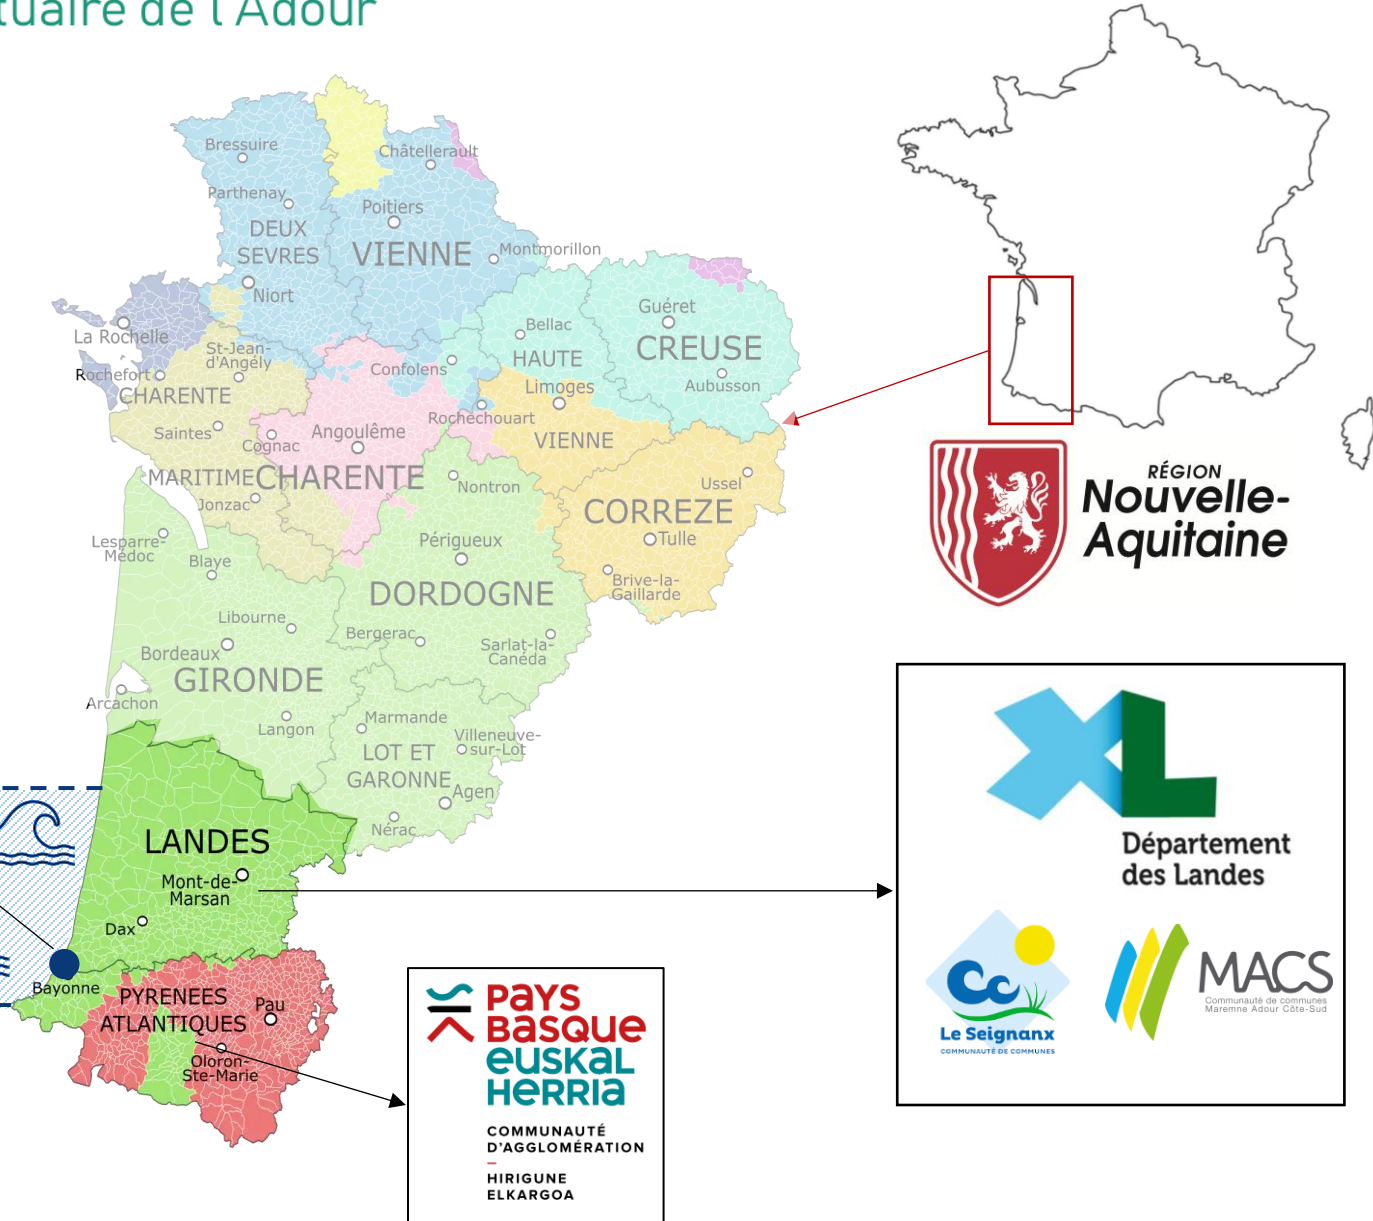 tuaire de l'Adour
Bressuire
Châtellerault
Parthenay
Poitiers
DEUX
SEVRES
VIENNE
Montmorillon
Niort
Guéret
La Rochelle
Bellac
St-Jean-
d'Angély
HAUTE
CREUSE
Confolens
Rochefort
Aubusson
Limoges
CHARENTE
Rochechouart
Saintes
Cognac
Angoulême
VIENNE
MARITIME
CHARENTE
Nontron
Ussel
Jonzac
CORREZE
Lesparre-
Médoc
Périgueux
Tulle
Blaye
Brive-la-
Gaillarde
DORDOGNE
Libourne
Bergerac
Sarlat-la-
Canéda
Bordeaux
GIRONDE
Arcachon
Langon
Marmande
Villeneuve-
sur-Lot
LOT ET
GARONNE
Agen
Nérac
LANDES
Mont-de-
Marsan
Dax
Bayonne
PYRENEES
ATLANTIQUES
Pau
Oloron-
Ste-Marie
RÉGION
Nouvelle-
Aquitaine
XL
Département
des Landes
Cc
Le Seignanx
COMMUNAUTÉ DE COMMUNES
MACS
Communauté de communes
Maremne Adour Côte-Sud
PAYS
BASQUE
EUSKAL
HERRIA
COMMUNAUTÉ
D'AGGLOMÉRATION
–
HIRIGUNE
ELKARGOA